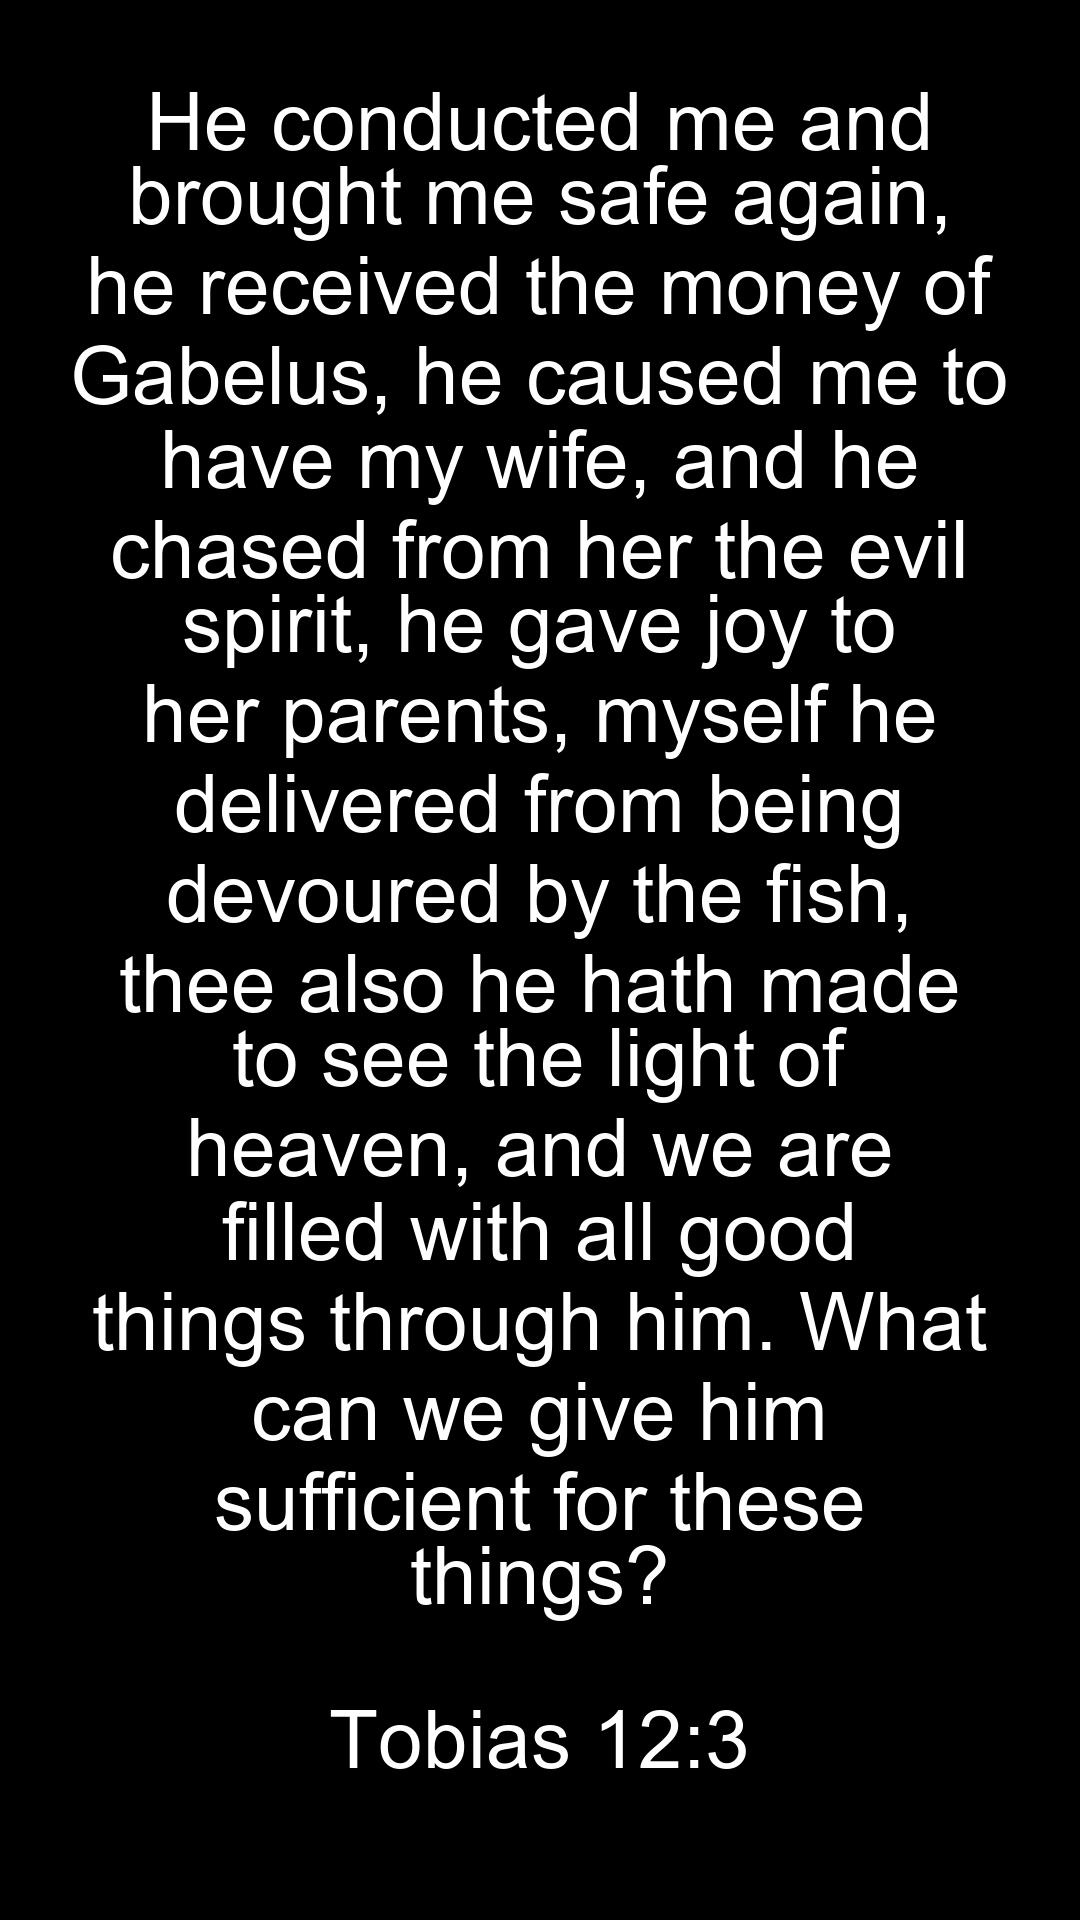 He conducted me and
brought me safe again,
he received the money of
Gabelus, he caused me to
have my wife, and he
chased from her the evil
spirit, he gave joy to
her parents, myself he
delivered from being
devoured by the fish,
thee also he hath made
to see the light of
heaven, and we are
filled with all good
things through him. What
can we give him
sufficient for these
things?
Tobias 12:3